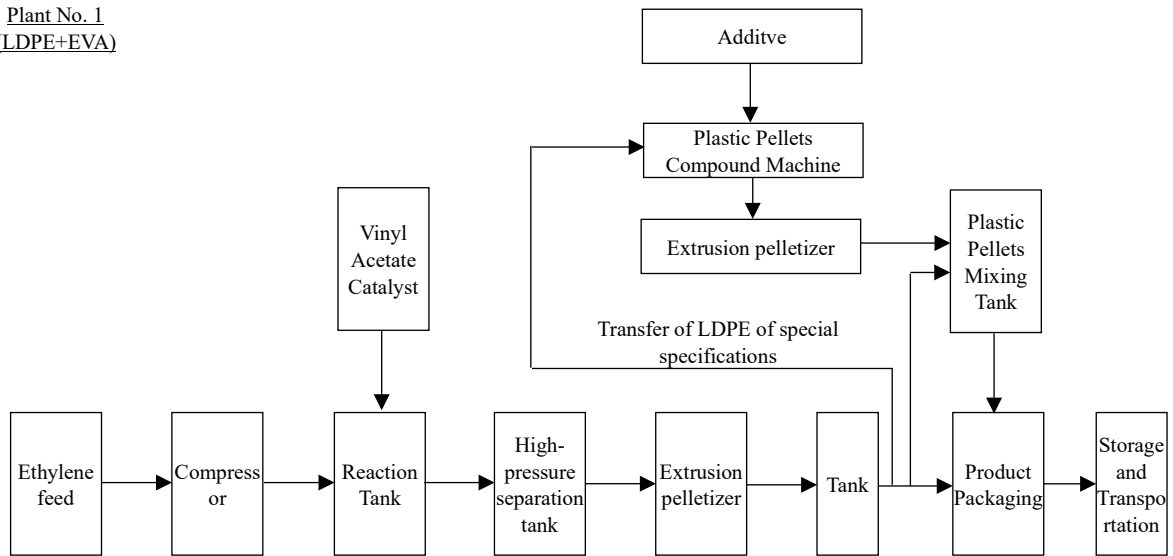 Plant No. 1
(LDPE+EVA)
Additve
Plastic Pellets
Compound Machine
Vinyl
Acetate
Catalyst
Extrusion pelletizer
Plastic
Pellets
Mixing
Tank
Transfer of LDPE of special
specifications
Ethylene
feed
Compress
or
Reaction
Tank
High-
pressure
separation
tank
Extrusion
pelletizer
Tank
Product
Packaging
Storage
and
Transpo
rtation